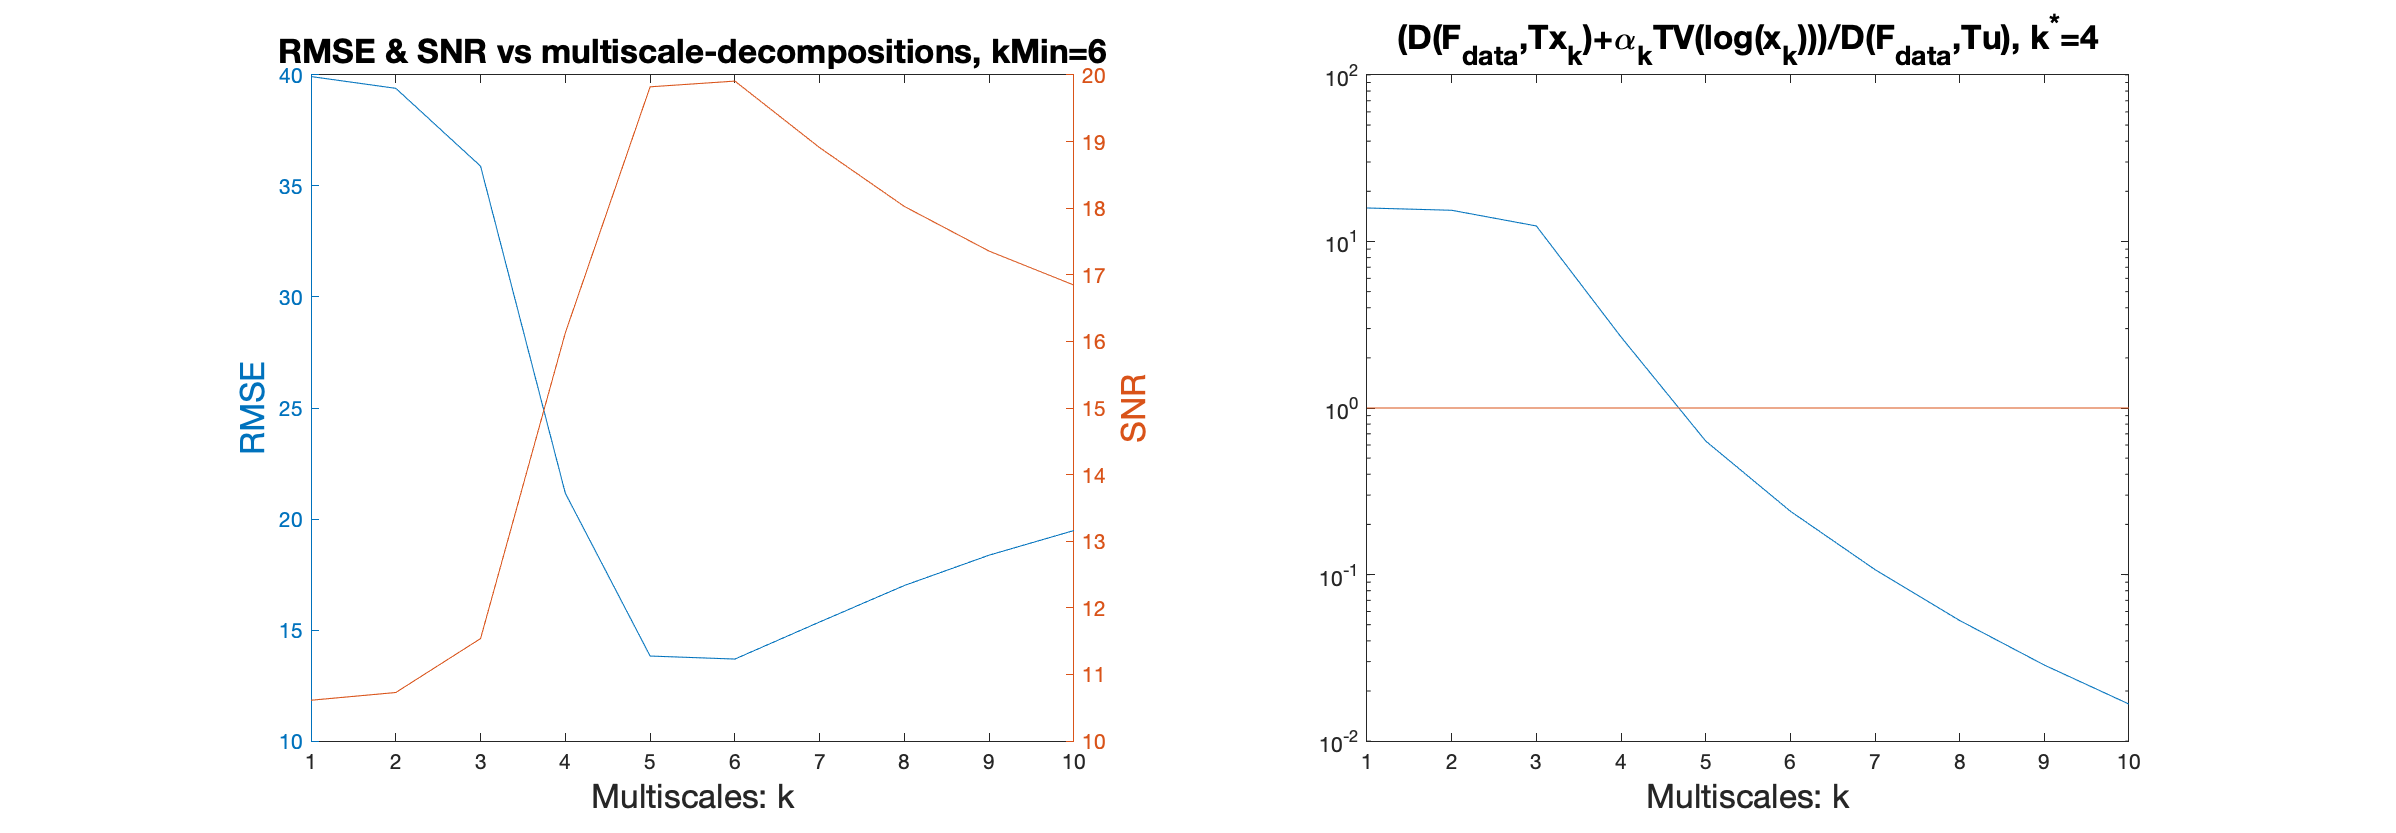 RMSE & SNR vs multiscale-decompositions, kMin=6
40
35
30
25
20
15
10
RMSE
20
19
18
17
16
15
14
13
12
11
10
SNR
1 2 3 4 5 6 7 8 9 10
Multiscales: k
(D(F_data,Tx_k)+α_kTV(log(x_k)))/D(F_data,Tu), k^*=4
10^2
10^1
10^0
10^-1
10^-2
1 2 3 4 5 6 7 8 9 10
Multiscales: k